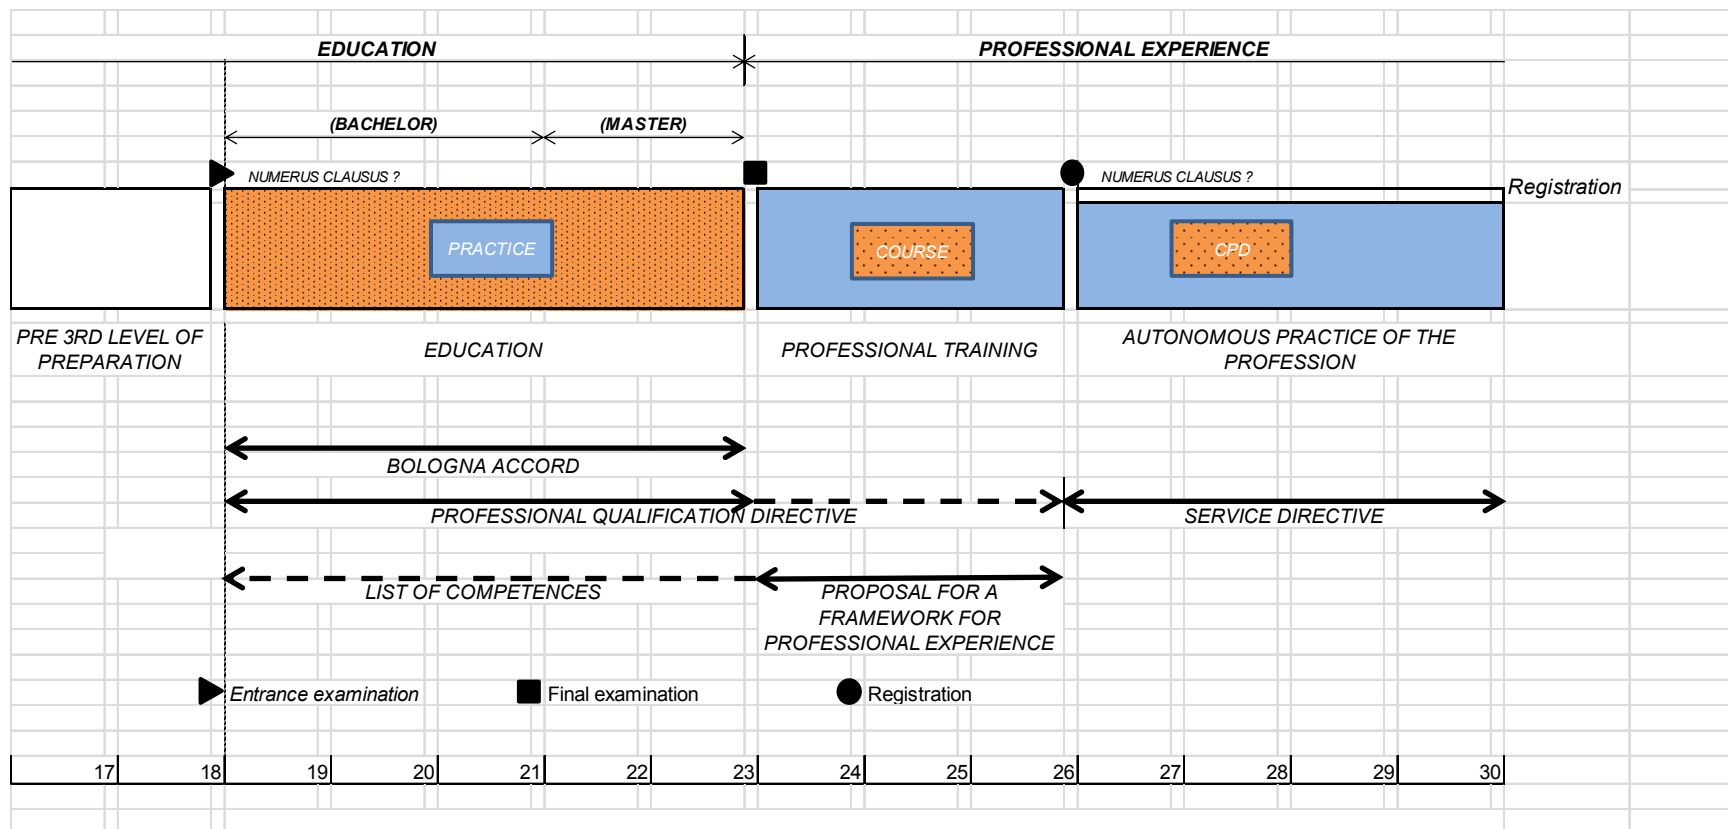 EDUCATION
PROFESSIONAL EXPERIENCE
(BACHELOR)
(MASTER)
NUMERUS CLAUSUS ?
NUMERUS CLAUSUS ?
Registration
PRACTICE
COURSE
CPD
PRE 3RD LEVEL OF
PREPARATION
EDUCATION
PROFESSIONAL TRAINING
AUTONOMOUS PRACTICE OF THE
PROFESSION
BOLOGNA ACCORD
PROFESSIONAL QUALIFICATION DIRECTIVE
SERVICE DIRECTIVE
LIST OF COMPETENCES
PROPOSAL FOR A
FRAMEWORK FOR
PROFESSIONAL EXPERIENCE
Entrance examination
Final examination
Registration
17 18 19 20 21 22 23 24 25 26 27 28 29 30